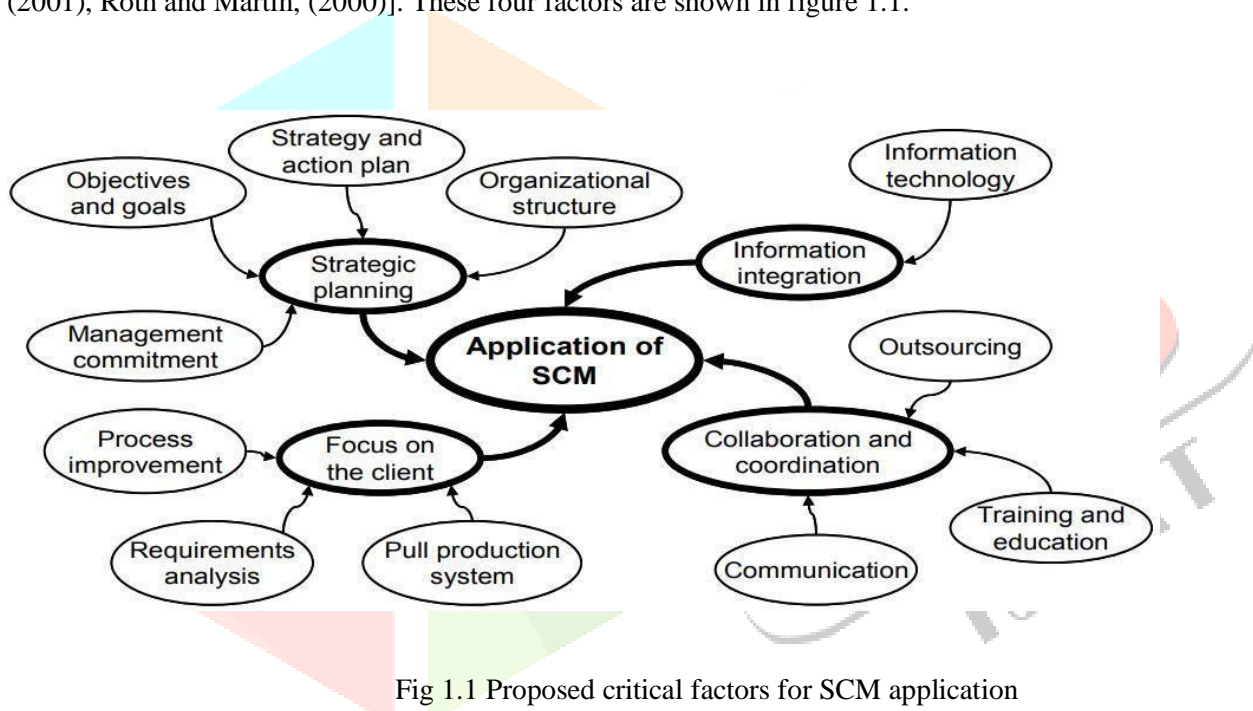 (2001), Roth and Martin, (2000)]. These four factors are shown in figure 1.1.
Strategy and
action plan
Objectives
and goals
Organizational
structure
Information
technology
Strategic
planning
Information
integration
Management
commitment
Application of
SCM
Outsourcing
Process
improvement
Focus on
the client
Collaboration and
coordination
Requirements
analysis
Pull production
system
Communication
Training and
education
Fig 1.1 Proposed critical factors for SCM application